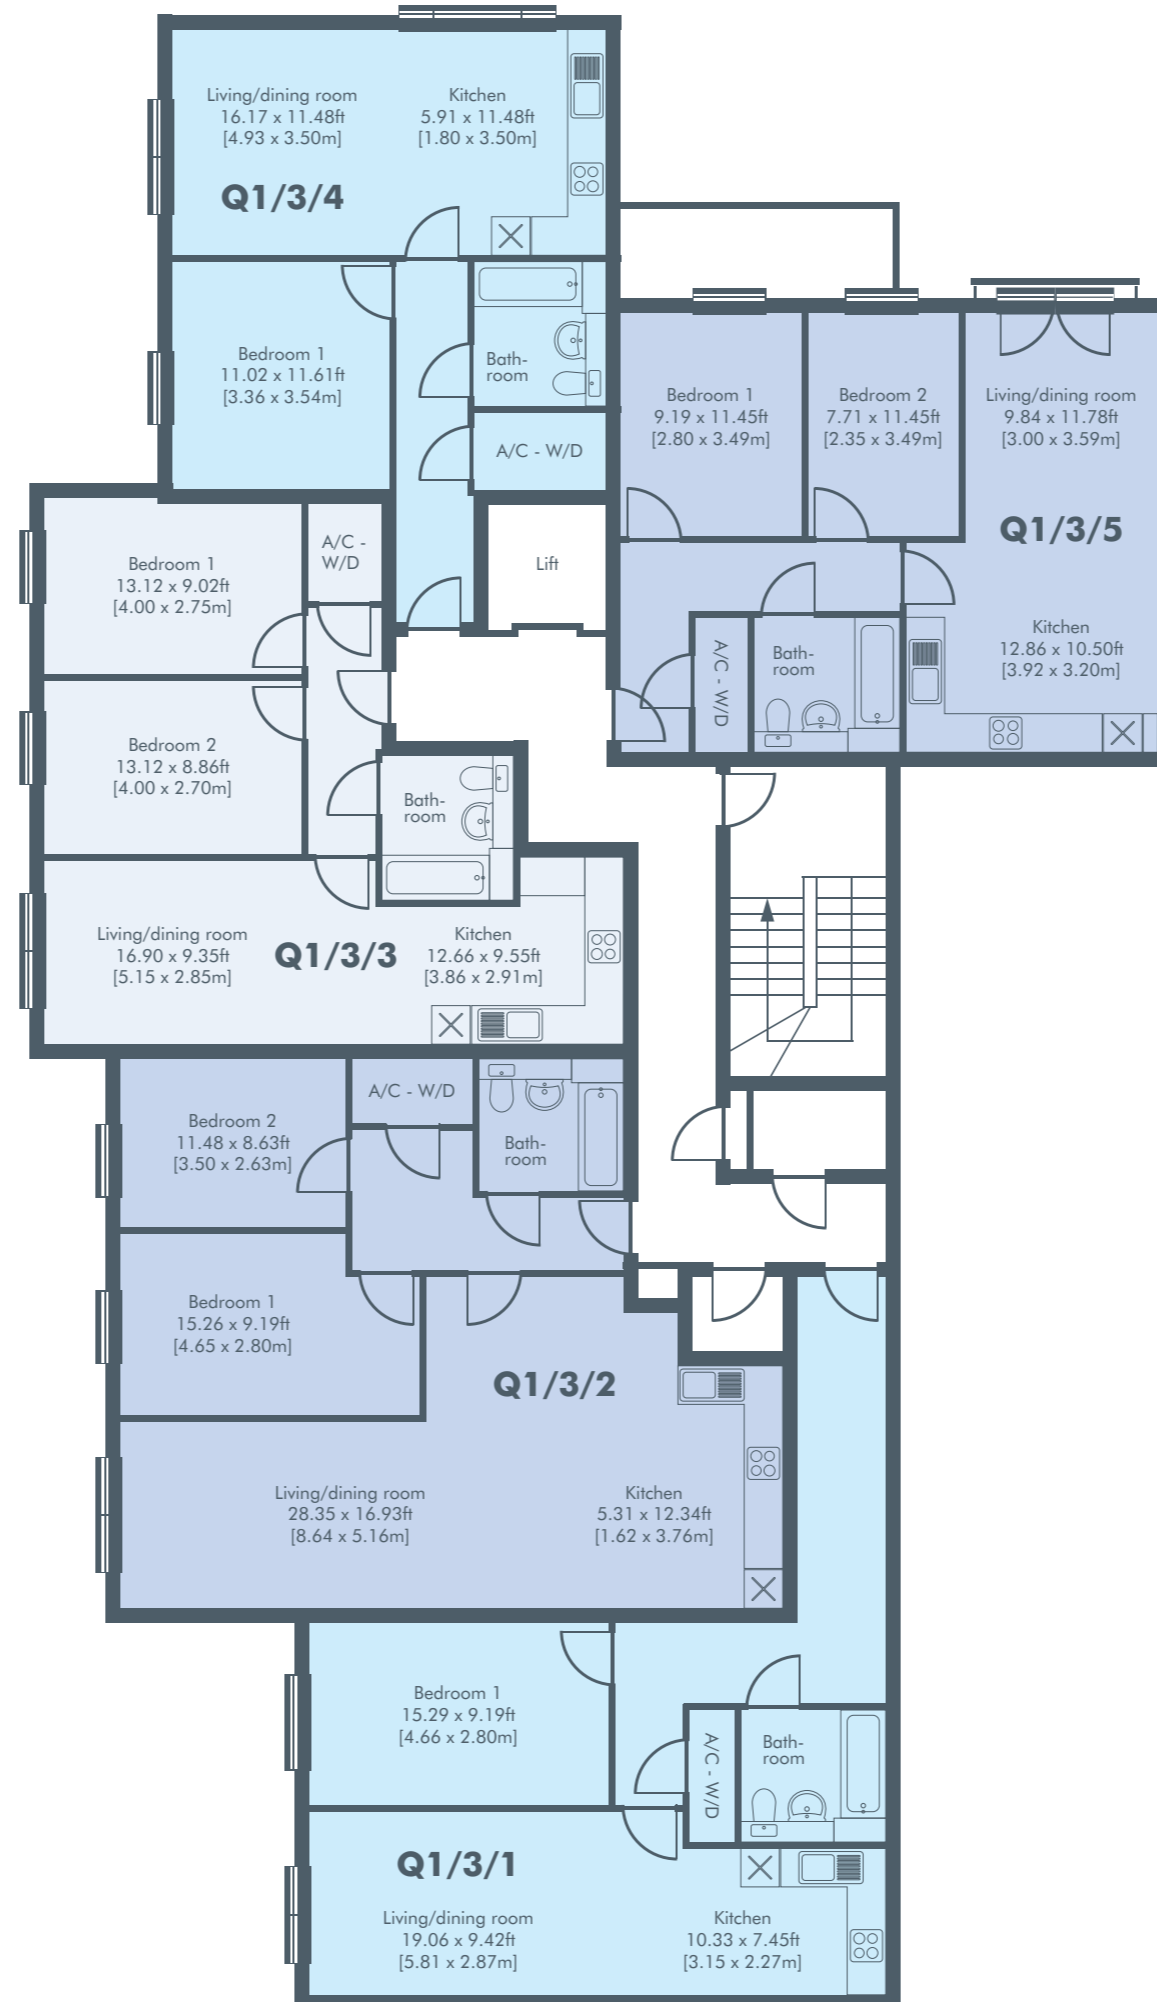 Living/dining room
16.17 x 11.48ft
[4.93 x 3.50m]
Kitchen
5.91 x 11.48ft
[1.80 x 3.50m]
Q1/3/4
Bedroom 1
11.02 x 11.61ft
[3.36 x 3.54m]
Bath-
room
A/C - W/D
Bedroom 1
9.19 x 11.45ft
[2.80 x 3.49m]
Bedroom 2
7.71 x 11.45ft
[2.35 x 3.49m]
Living/dining room
9.84 x 11.78ft
[3.00 x 3.59m]
Q1/3/5
Kitchen
12.86 x 10.50ft
[3.92 x 3.20m]
A/C - W/D
Bath-
room
Lift
Bedroom 1
13.12 x 9.02ft
[4.00 x 2.75m]
A/C -
W/D
Bedroom 2
13.12 x 8.86ft
[4.00 x 2.70m]
Bath-
room
Living/dining room
16.90 x 9.35ft
[5.15 x 2.85m]
Q1/3/3
Kitchen
12.66 x 9.55ft
[3.86 x 2.91m]
Bedroom 2
11.48 x 8.63ft
[3.50 x 2.63m]
A/C - W/D
Bath-
room
Bedroom 1
15.26 x 9.19ft
[4.65 x 2.80m]
Q1/3/2
Living/dining room
28.35 x 16.93ft
[8.64 x 5.16m]
Kitchen
5.31 x 12.34ft
[1.62 x 3.76m]
Bedroom 1
15.29 x 9.19ft
[4.66 x 2.80m]
A/C - W/D
Bath-
room
Q1/3/1
Living/dining room
19.06 x 9.42ft
[5.81 x 2.87m]
Kitchen
10.33 x 7.45ft
[3.15 x 2.27m]